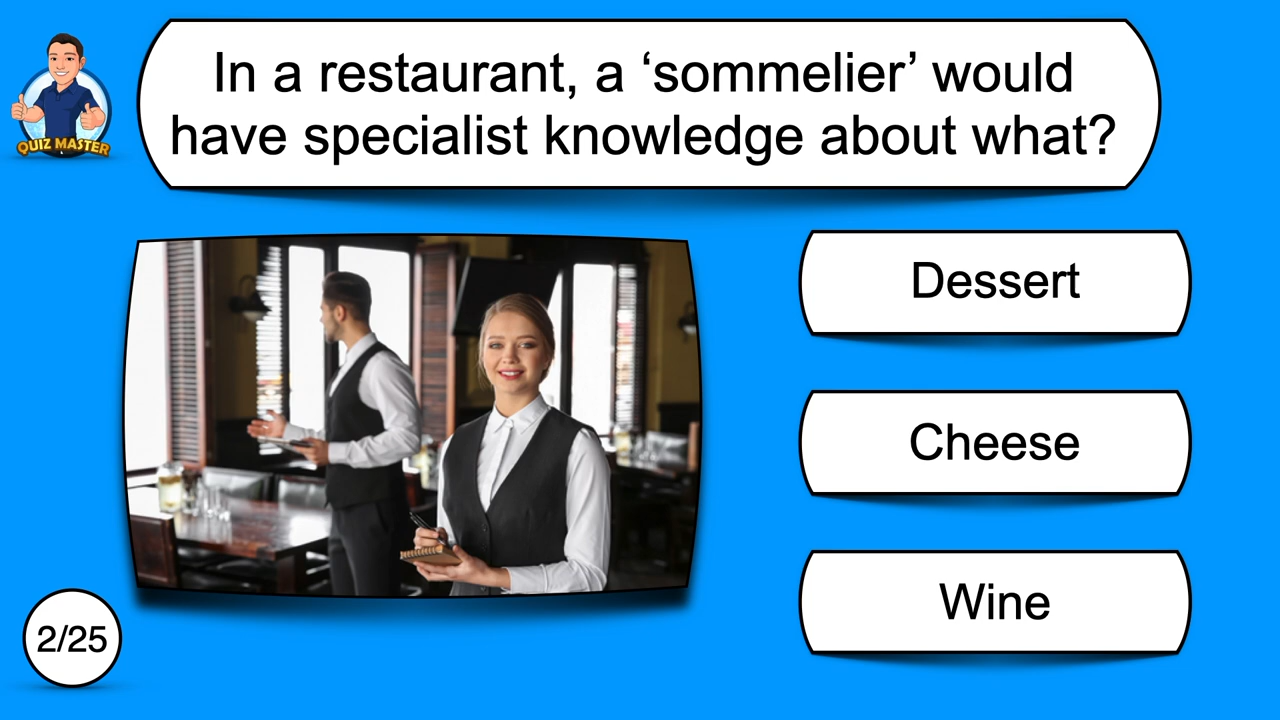 In a restaurant, a ‘sommelier’ would
have specialist knowledge about what?
QUIZ MASTER
Dessert
Cheese
Wine
2/25